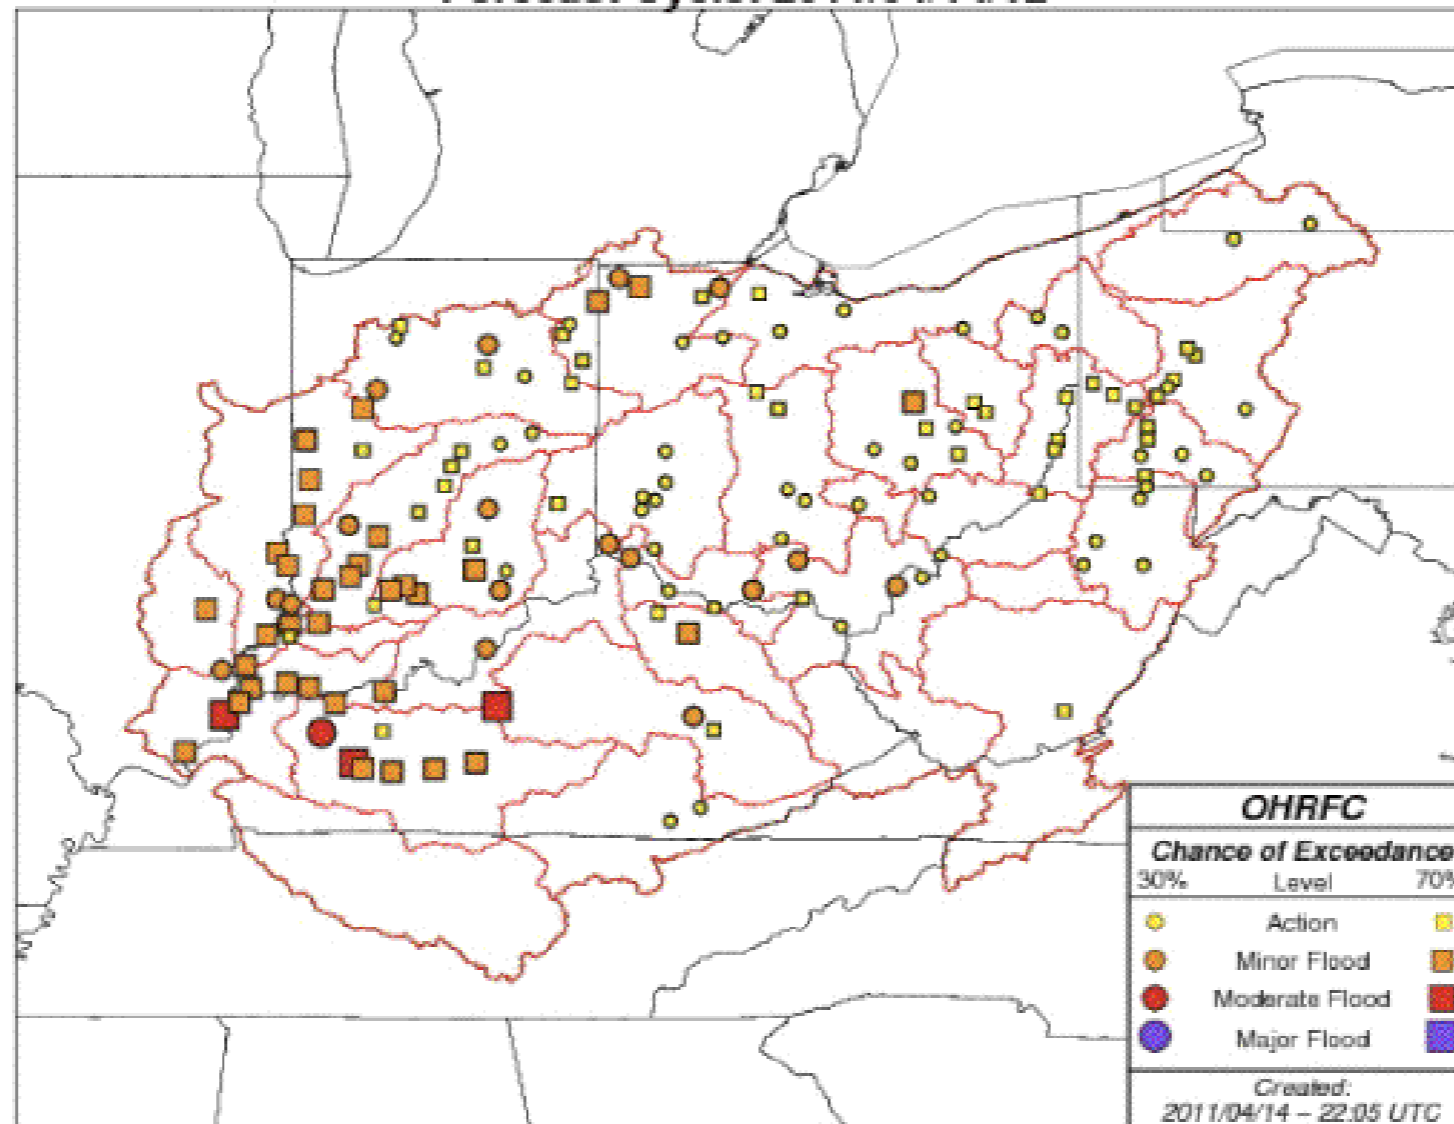 OHRFC
Chance of Exceedance
30% Level 70%
Action
Minor Flood
Moderate Flood
Major Flood
Created:
2011/04/14 - 22:05 UTC